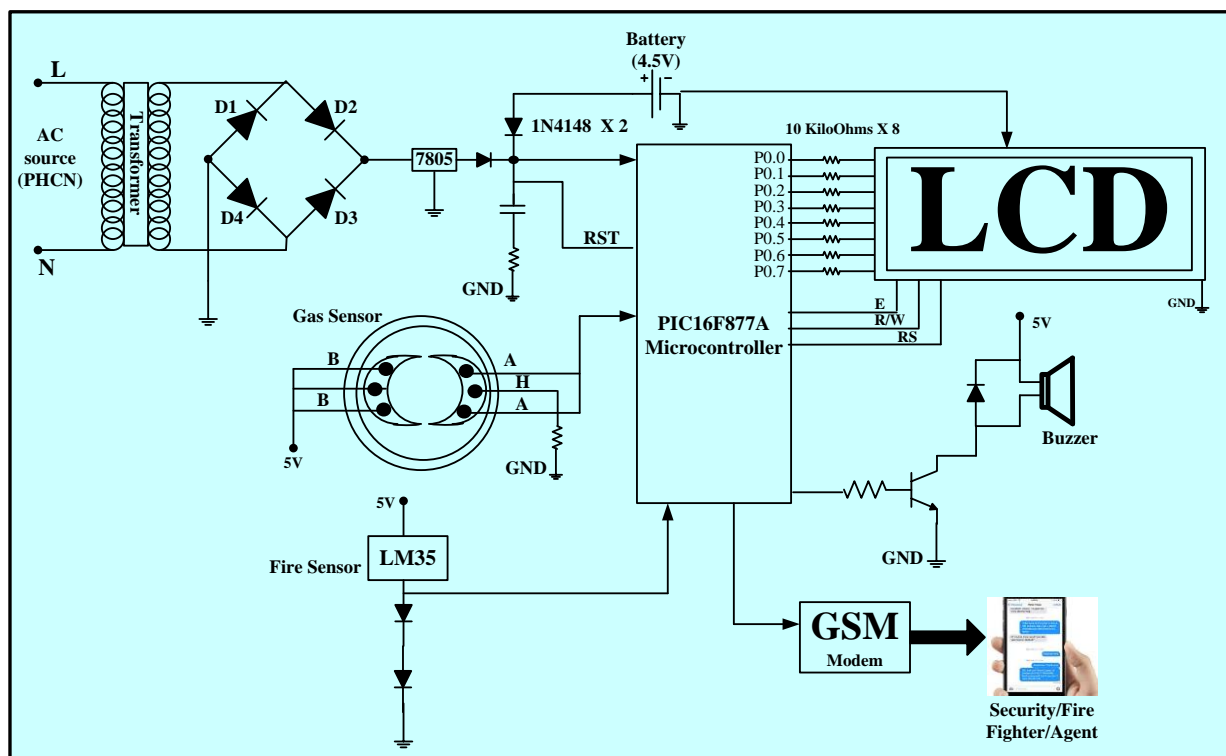 Battery
(4.5V)
+ −
L
D1
D2
1N4148 X 2
10 KiloOhms X 8
AC
source
(PHCN)
Transformer
7805
P0.0
P0.1
P0.2
P0.3
P0.4
P0.5
P0.6
P0.7
LCD
D4
D3
N
RST
GND
GND
E
R/W
RS
Gas Sensor
PIC16F877A
Microcontroller
5V
B
A
H
B
A
5V
GND
Buzzer
5V
LM35
Fire Sensor
GND
GSM
Modem
Security/Fire
Fighter/Agent